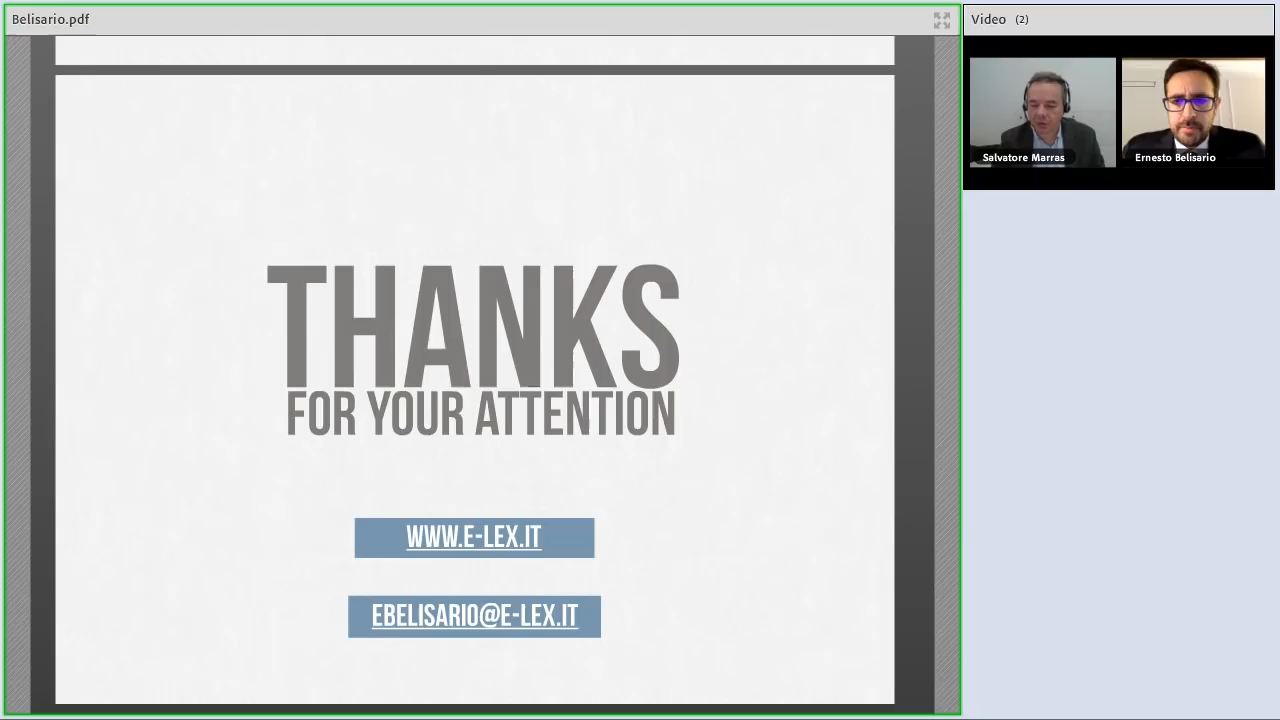 Belisario.pdf
Video (2)
Salvatore Marras
Ernesto Belisario
THANKS
FOR YOUR ATTENTION
WWW.E-LEX.IT
EBELISARIO@E-LEX.IT